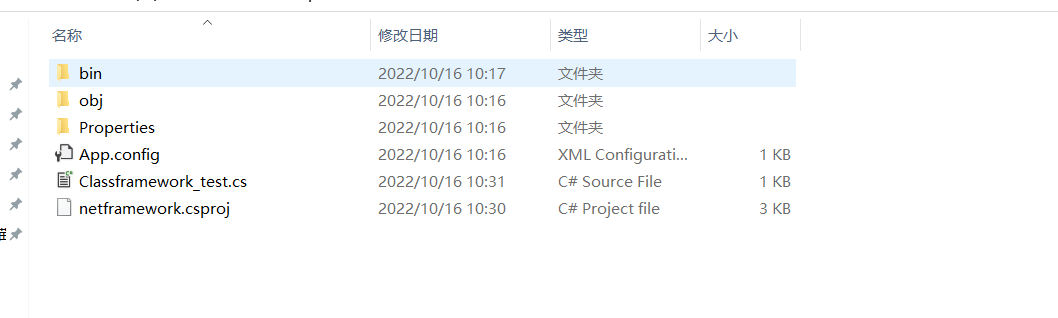 名称 修改日期 类型 大小
bin 2022/10/16 10:17 文件夹
obj 2022/10/16 10:16 文件夹
Properties 2022/10/16 10:16 文件夹
App.config 2022/10/16 10:16 XML Configurati... 1 KB
Classframework_test.cs 2022/10/16 10:31 C# Source File 1 KB
netframework.csproj 2022/10/16 10:30 C# Project file 3 KB